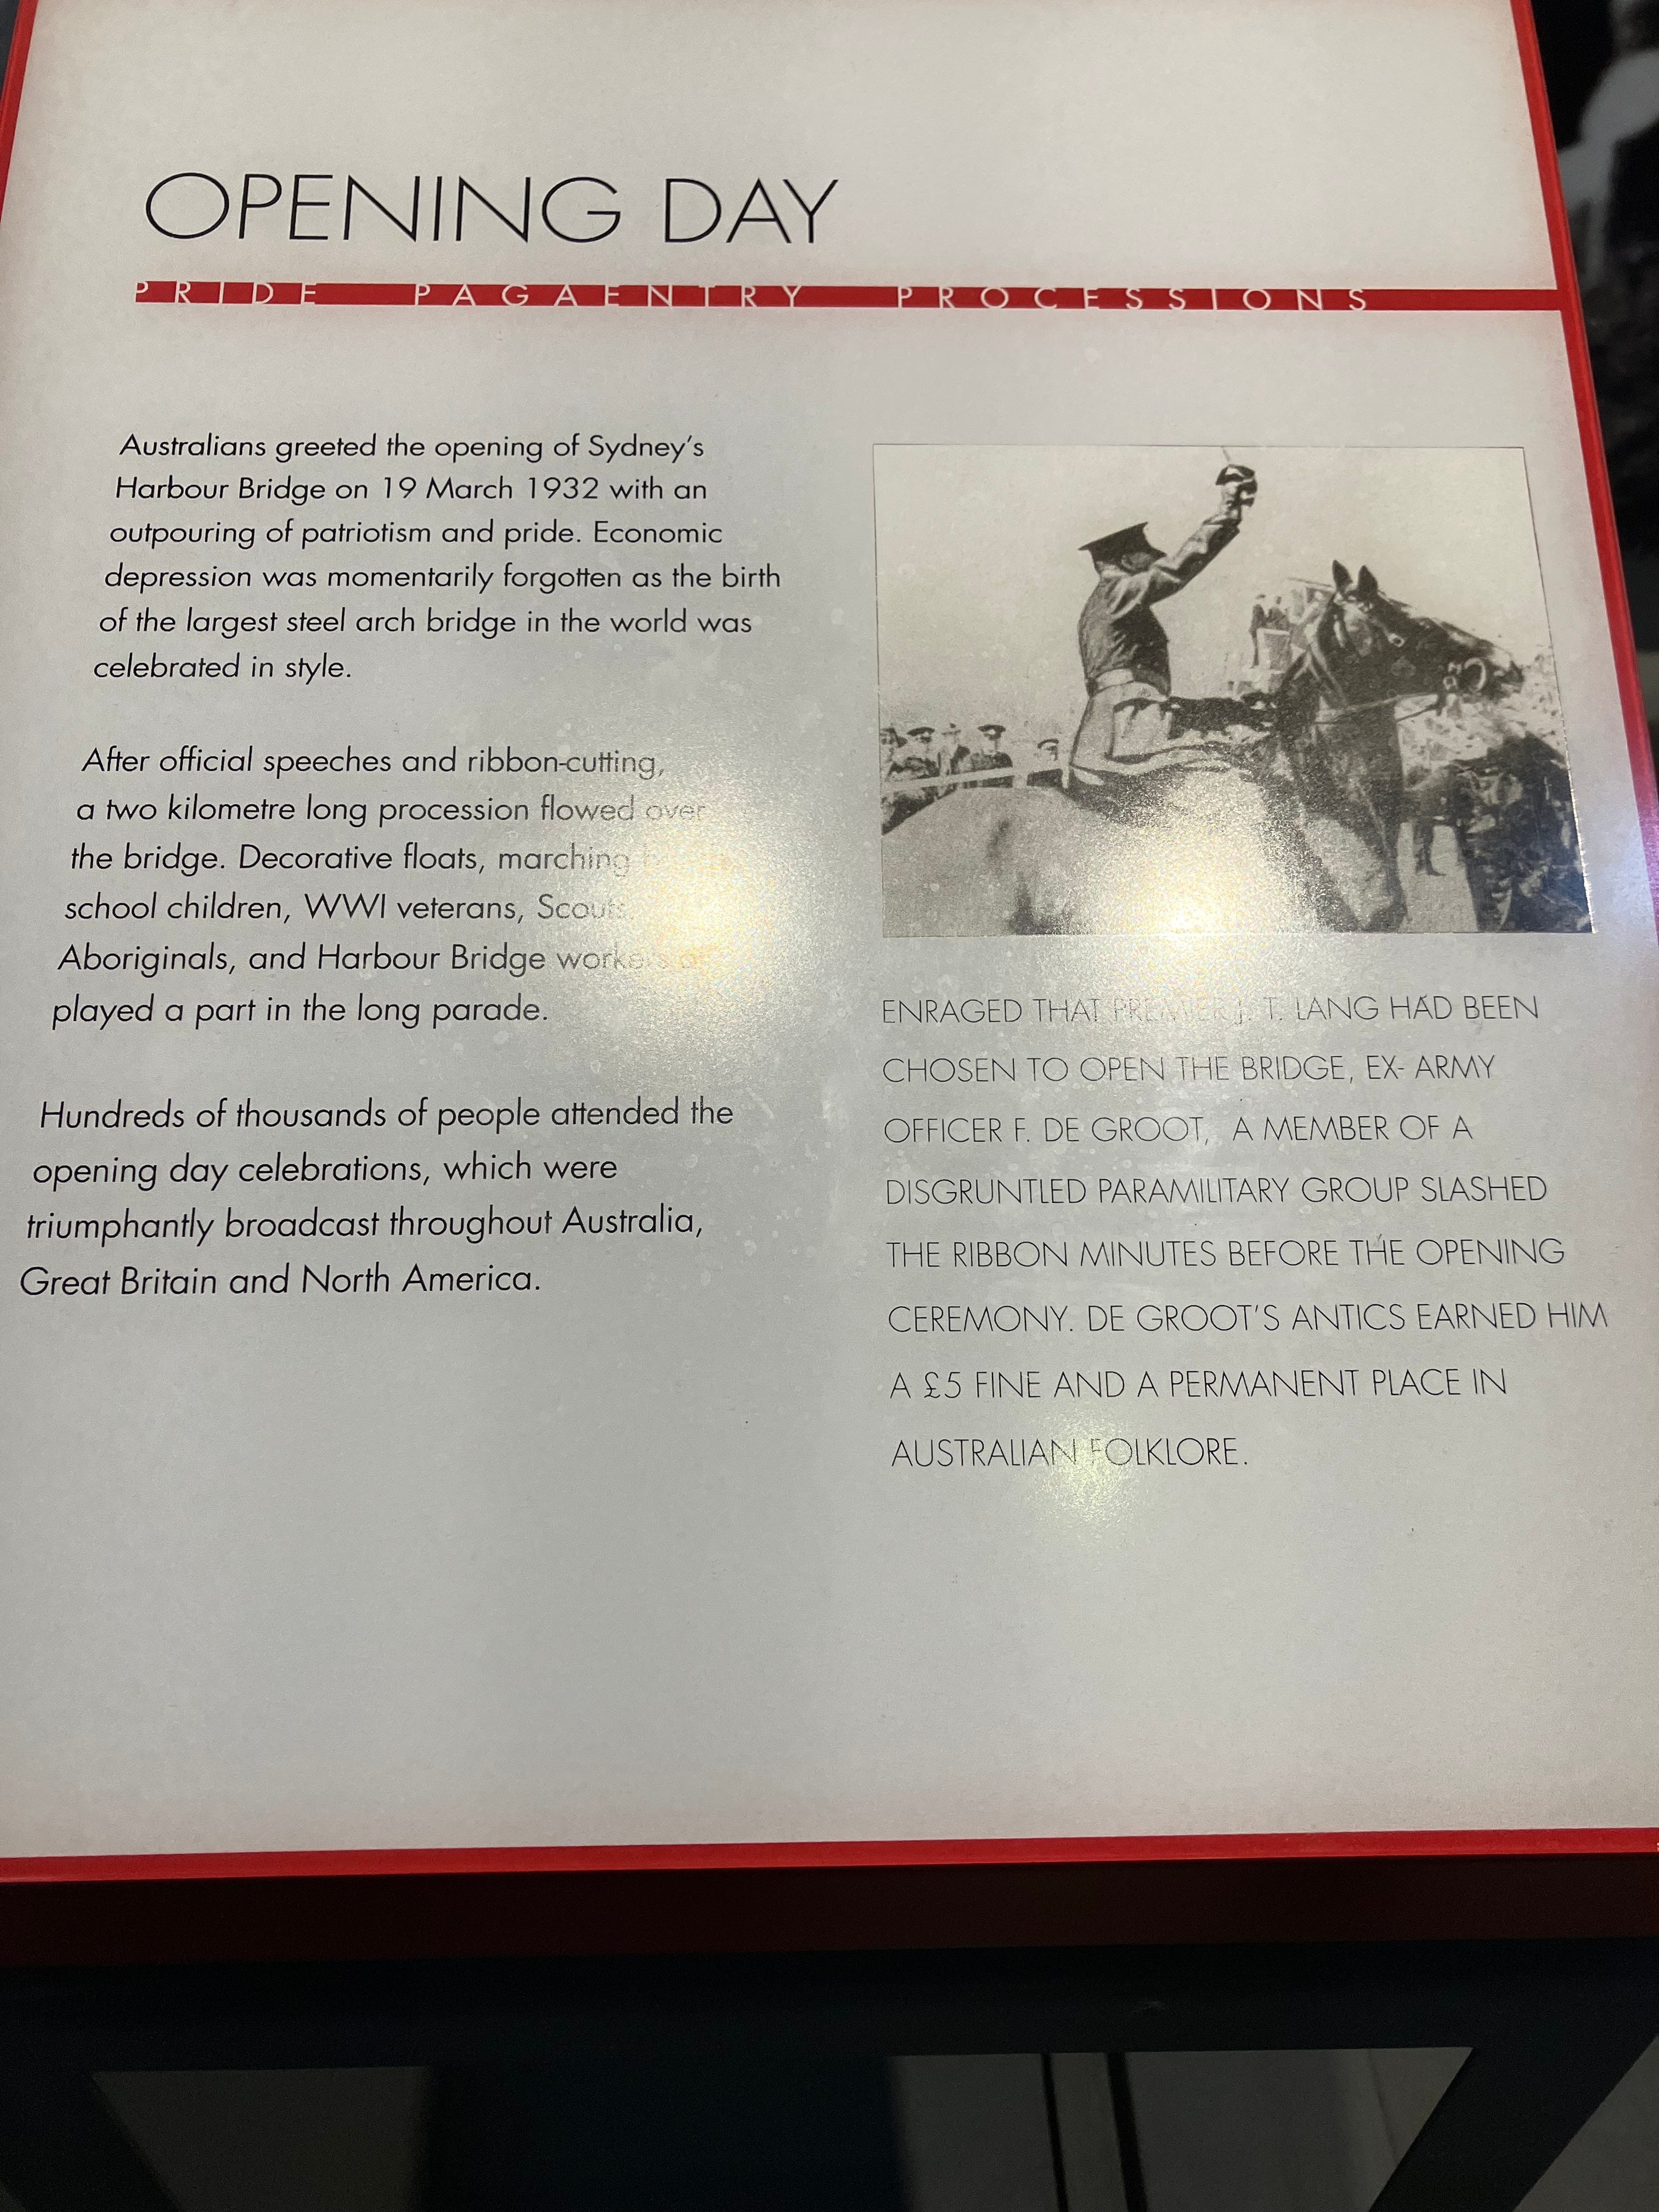 OPENING DAY
PRIDE PAGAENTRY PROCESSIONS
Australians greeted the opening of Sydney's
Harbour Bridge on 19 March 1932 with an
outpouring of patriotism and pride. Economic
depression was momentarily forgotten as the birth
of the largest steel arch bridge in the world was
celebrated in style.
After official speeches and ribbon-cutting,
a two kilometre long procession flowed over
the bridge. Decorative floats, marching
school children, WWI veterans, Scouts,
Aboriginals, and Harbour Bridge workers
played a part in the long parade.
Hundreds of thousands of people attended the
opening day celebrations, which were
triumphantly broadcast throughout Australia,
Great Britain and North America.
ENRAGED THAT PREMIER J. T. LANG HAD BEEN
CHOSEN TO OPEN THE BRIDGE, EX- ARMY
OFFICER F. DE GROOT, A MEMBER OF A
DISGRUNTLED PARAMILITARY GROUP SLASHED
THE RIBBON MINUTES BEFORE THE OPENING
CEREMONY. DE GROOT'S ANTICS EARNED HIM
A £5 FINE AND A PERMANENT PLACE IN
AUSTRALIAN FOLKLORE.